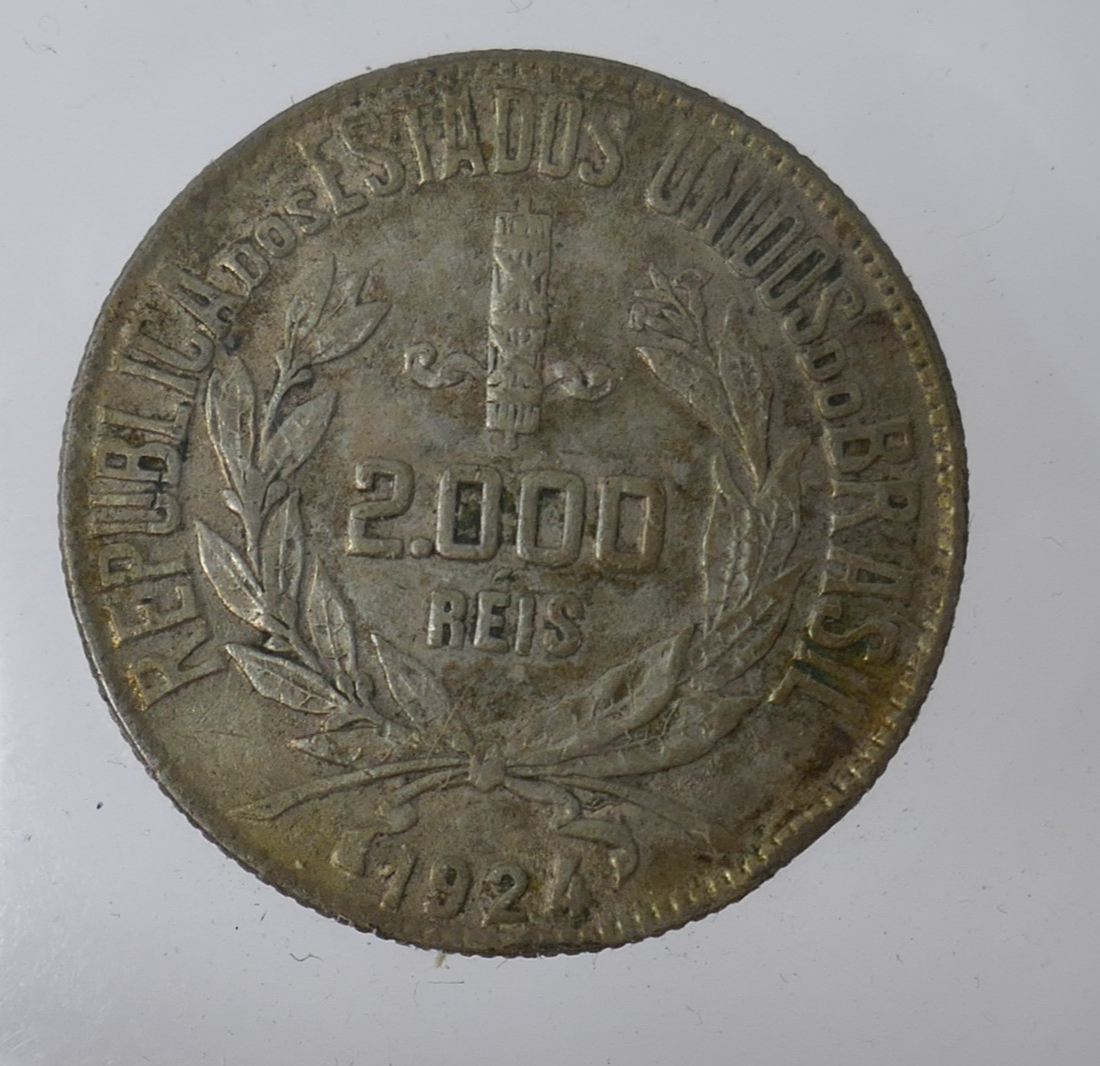 REPUBLICA DOS ESTADOS UNIDOS DO BRASIL
2.000
RÉIS
1924